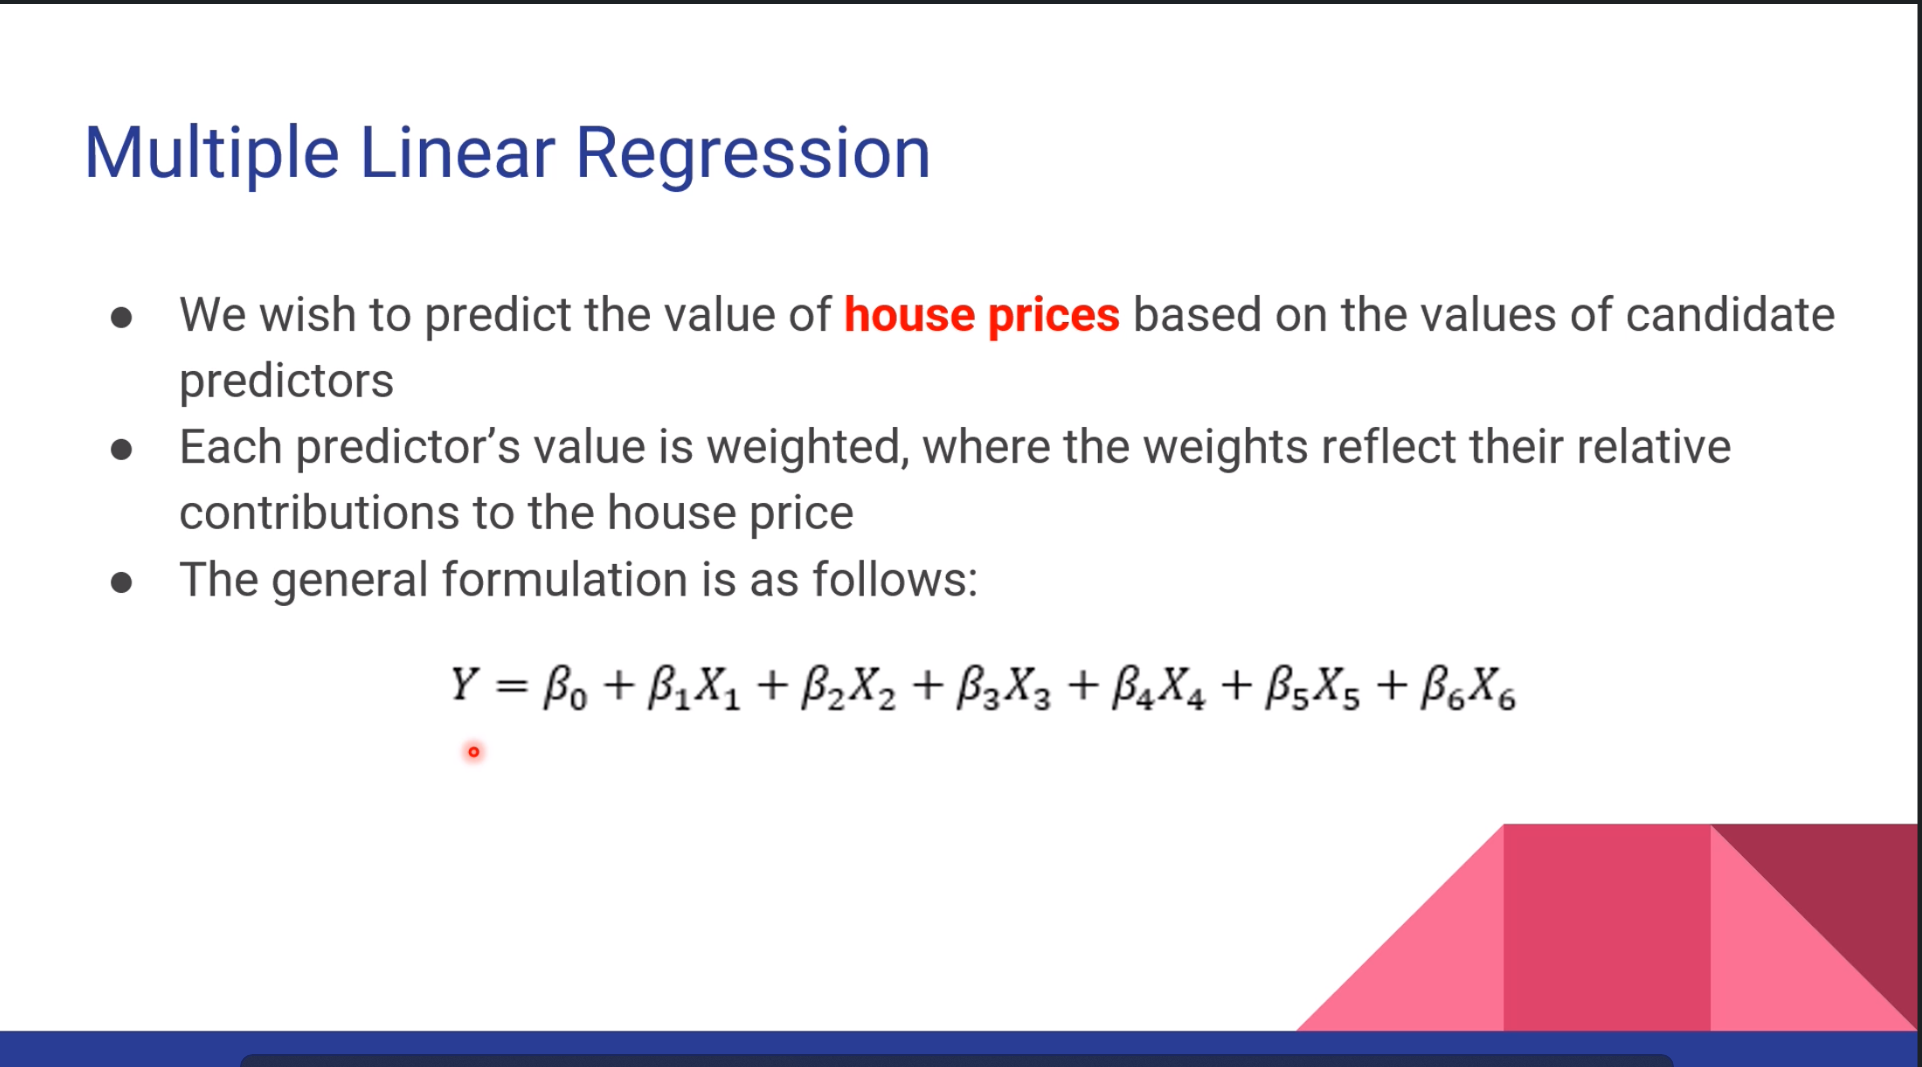 Multiple Linear Regression
● We wish to predict the value of house prices based on the values of candidate
predictors
● Each predictor’s value is weighted, where the weights reflect their relative
contributions to the house price
● The general formulation is as follows:
Y = β₀ + β₁X₁ + β₂X₂ + β₃X₃ + β₄X₄ + β₅X₅ + β₆X₆